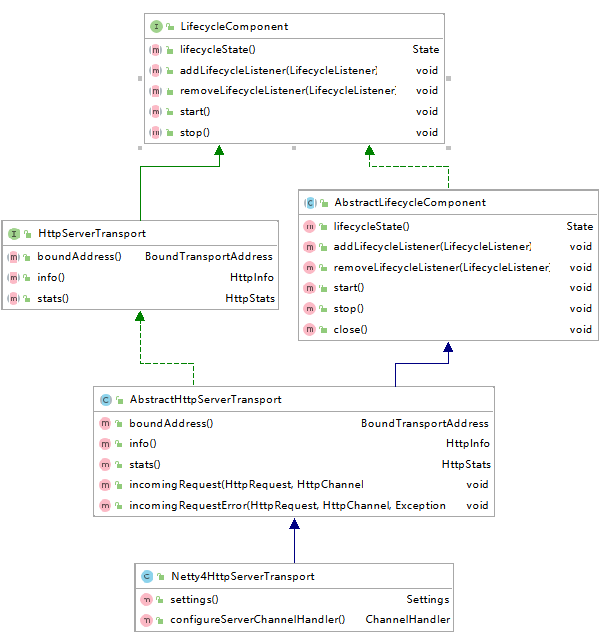 LifecycleComponent
lifecycleState() State
addLifecycleListener(LifecycleListener) void
removeLifecycleListener(LifecycleListener) void
start() void
stop() void
AbstractLifecycleComponent
lifecycleState() State
addLifecycleListener(LifecycleListener) void
removeLifecycleListener(LifecycleListener) void
start() void
stop() void
close() void
HttpServerTransport
boundAddress() BoundTransportAddress
info() HttpInfo
stats() HttpStats
AbstractHttpServerTransport
boundAddress() BoundTransportAddress
info() HttpInfo
stats() HttpStats
incomingRequest(HttpRequest, HttpChannel void
incomingRequestError(HttpRequest, HttpChannel, Exception void
Netty4HttpServerTransport
settings() Settings
configureServerChannelHandler() ChannelHandler